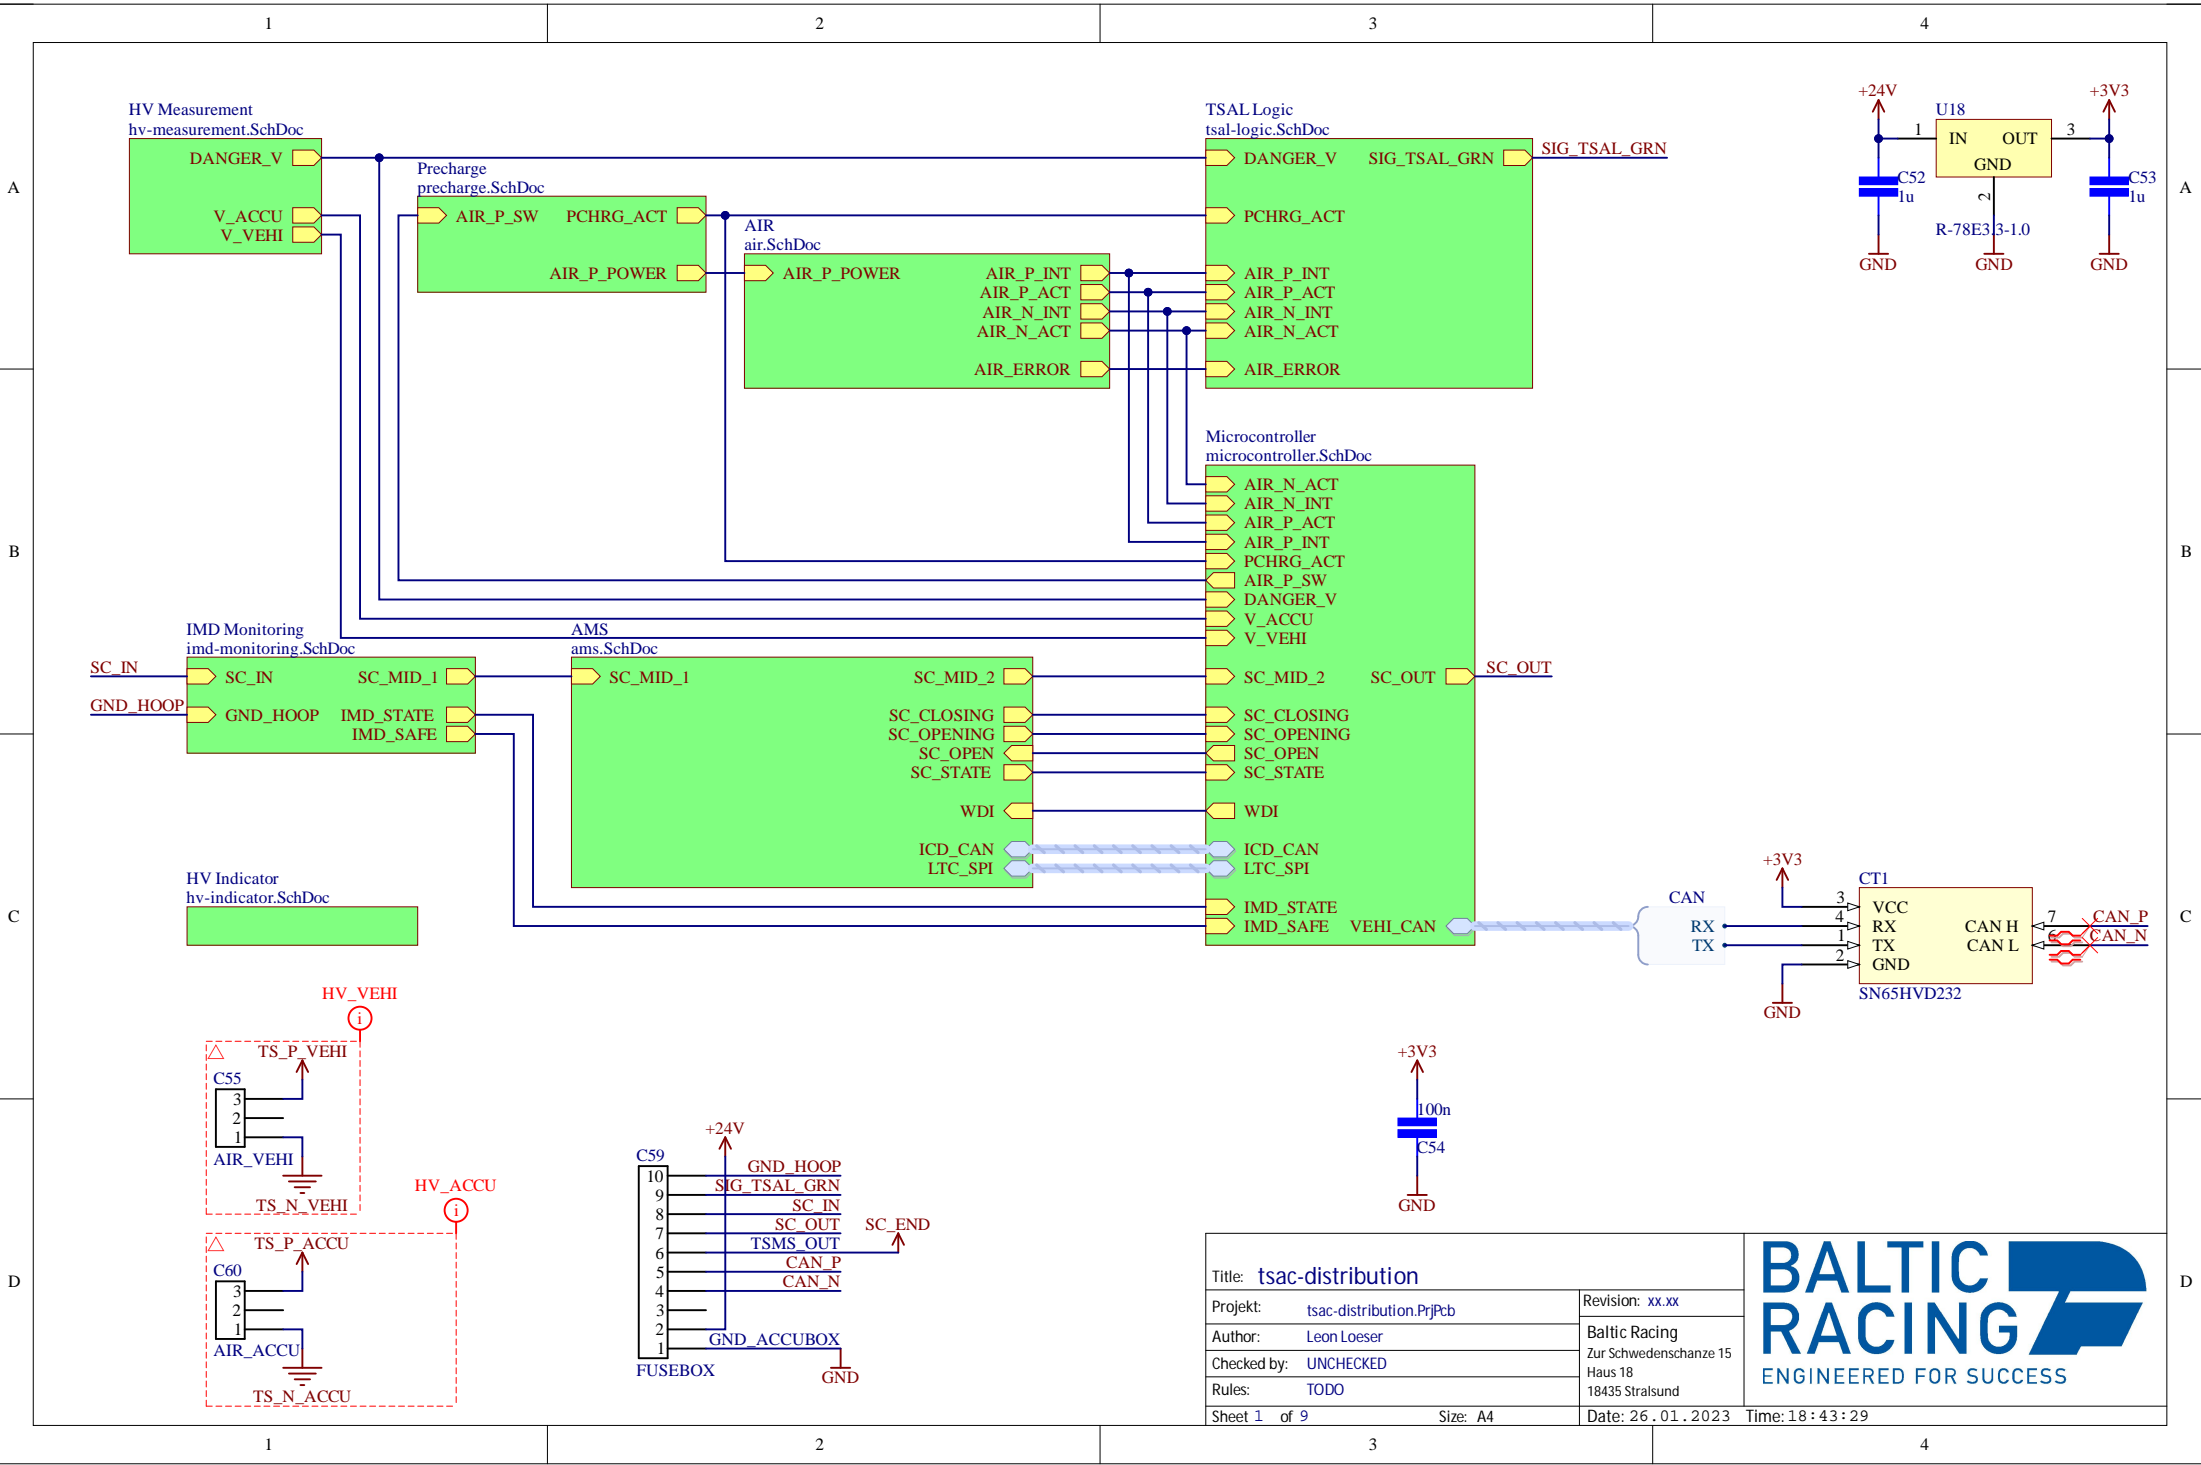 1 2 3 4
A
A
B
B
C
C
D
D
HV Measurement
hv-measurement.SchDoc
DANGER_V
V_ACCU
V_VEHI
Precharge
precharge.SchDoc
AIR_P_SW PCHRG_ACT
AIR_P_POWER
AIR
air.SchDoc
AIR_P_POWER AIR_P_INT
AIR_P_ACT
AIR_N_INT
AIR_N_ACT
AIR_ERROR
TSAL Logic
tsal-logic.SchDoc
DANGER_V SIG_TSAL_GRN SIG_TSAL_GRN
PCHRG_ACT
AIR_P_INT
AIR_P_ACT
AIR_N_INT
AIR_N_ACT
AIR_ERROR
+24V +3V3
U18
1 IN OUT 3
GND
2
C52
1u
C53
1u
R-78E3.3-1.0
GND GND GND
Microcontroller
microcontroller.SchDoc
AIR_N_ACT
AIR_N_INT
AIR_P_ACT
AIR_P_INT
PCHRG_ACT
AIR_P_SW
DANGER_V
V_ACCU
V_VEHI
SC_MID_2 SC_OUT SC_OUT
SC_CLOSING
SC_OPENING
SC_OPEN
SC_STATE
WDI
ICD_CAN
LTC_SPI
IMD_STATE
IMD_SAFE VEHI_CAN
IMD Monitoring
imd-monitoring.SchDoc
SC_IN SC_IN SC_MID_1
GND_HOOP GND_HOOP IMD_STATE
IMD_SAFE
AMS
ams.SchDoc
SC_MID_1 SC_MID_2
SC_CLOSING
SC_OPENING
SC_OPEN
SC_STATE
WDI
ICD_CAN
LTC_SPI
HV Indicator
hv-indicator.SchDoc
CAN
RX
TX
+3V3
CT1
3 VCC
4 RX CAN H 7 CAN_P
1 TX CAN L 6 CAN_N
2 GND
SN65HVD232
GND
HV_VEHI
TS_P_VEHI
C55
3
2
1
AIR_VEHI
TS_N_VEHI
HV_ACCU
TS_P_ACCU
C60
3
2
1
AIR_ACCU
TS_N_ACCU
+24V
C59
10 GND_HOOP
9 SIG_TSAL_GRN
8 SC_IN
7 SC_OUT SC_END
6 TSMS_OUT
5 CAN_P
4 CAN_N
3
2
1 GND_ACCUBOX
FUSEBOX GND
+3V3
100n
C54
GND
Title: tsac-distribution
Projekt: tsac-distribution.PrjPcb
Revision: xx.xx
Author: Leon Loeser
Checked by: UNCHECKED
Rules: TODO
Baltic Racing
Zur Schwedenschanze 15
Haus 18
18435 Stralsund
Sheet 1 of 9 Size: A4 Date: 26.01.2023 Time: 18:43:29
BALTIC
RACING
ENGINEERED FOR SUCCESS
1 2 3 4